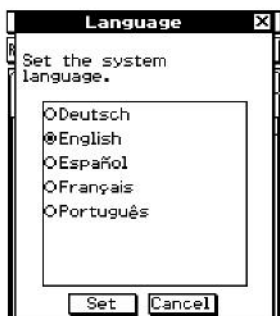 Language
Set the system
language.
Deutsch
English
Español
Français
Português
Set Cancel